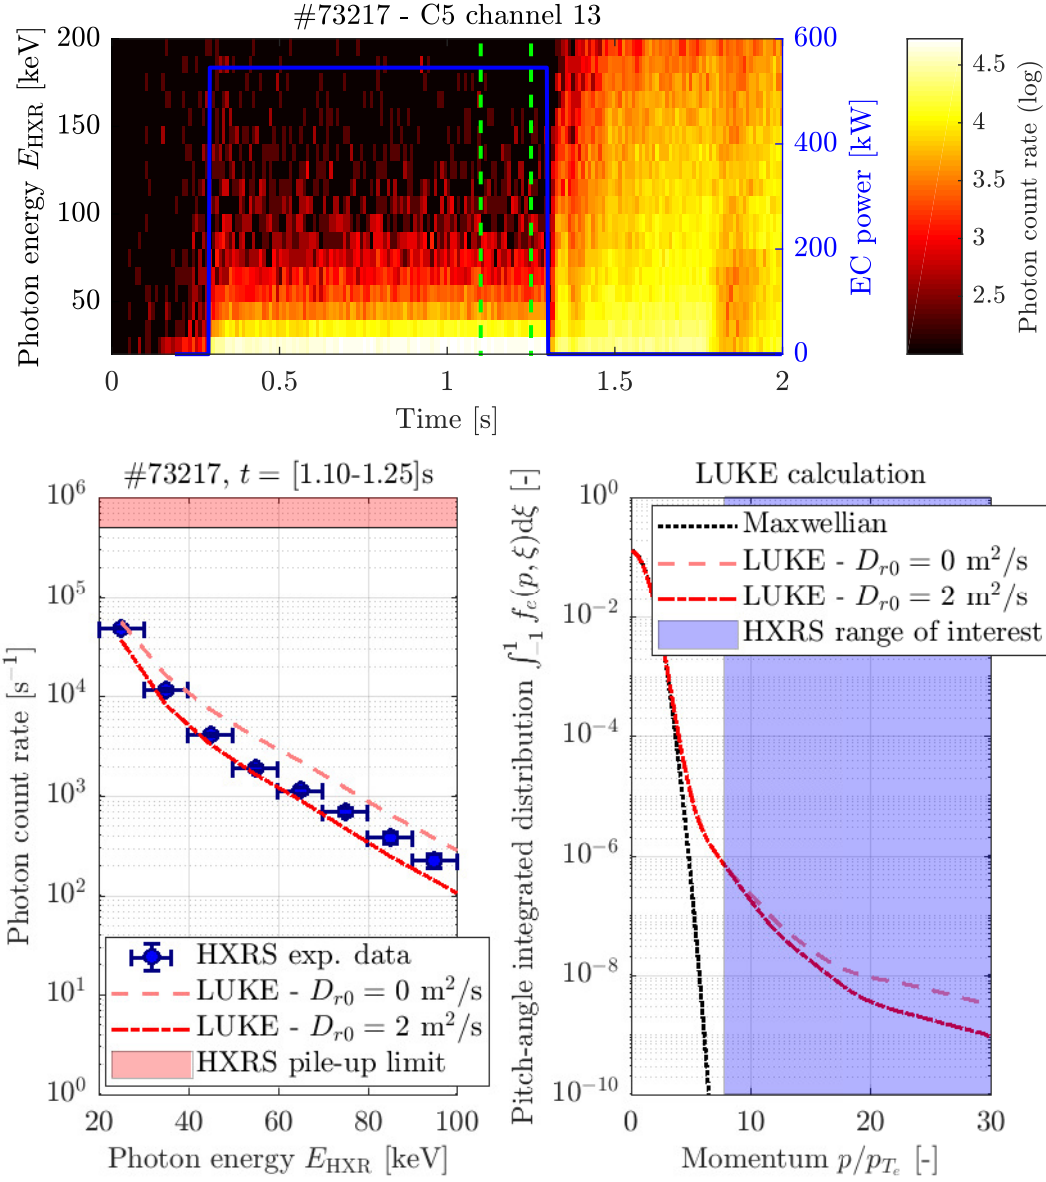 #73217 - C5 channel 13
Photon energy E_HXR [keV]
200
150
100
50
0 0.5 1 1.5 2
Time [s]
600
400
200
0
EC power [kW]
4.5
4
3.5
3
2.5
Photon count rate (log)
#73217, t = [1.10-1.25]s
Photon count rate [s^−1]
10^6
10^5
10^4
10^3
10^2
10^1
10^0
HXRS exp. data
LUKE - D_r0 = 0 m^2/s
LUKE - D_r0 = 2 m^2/s
HXRS pile-up limit
20 40 60 80 100
Photon energy E_HXR [keV]
LUKE calculation
Pitch-angle integrated distribution ∫_−1^1 f_e(p, ξ)dξ [-]
10^0
10^−2
10^−4
10^−6
10^−8
10^−10
Maxwellian
LUKE - D_r0 = 0 m^2/s
LUKE - D_r0 = 2 m^2/s
HXRS range of interest
0 10 20 30
Momentum p/p_T_e [-]